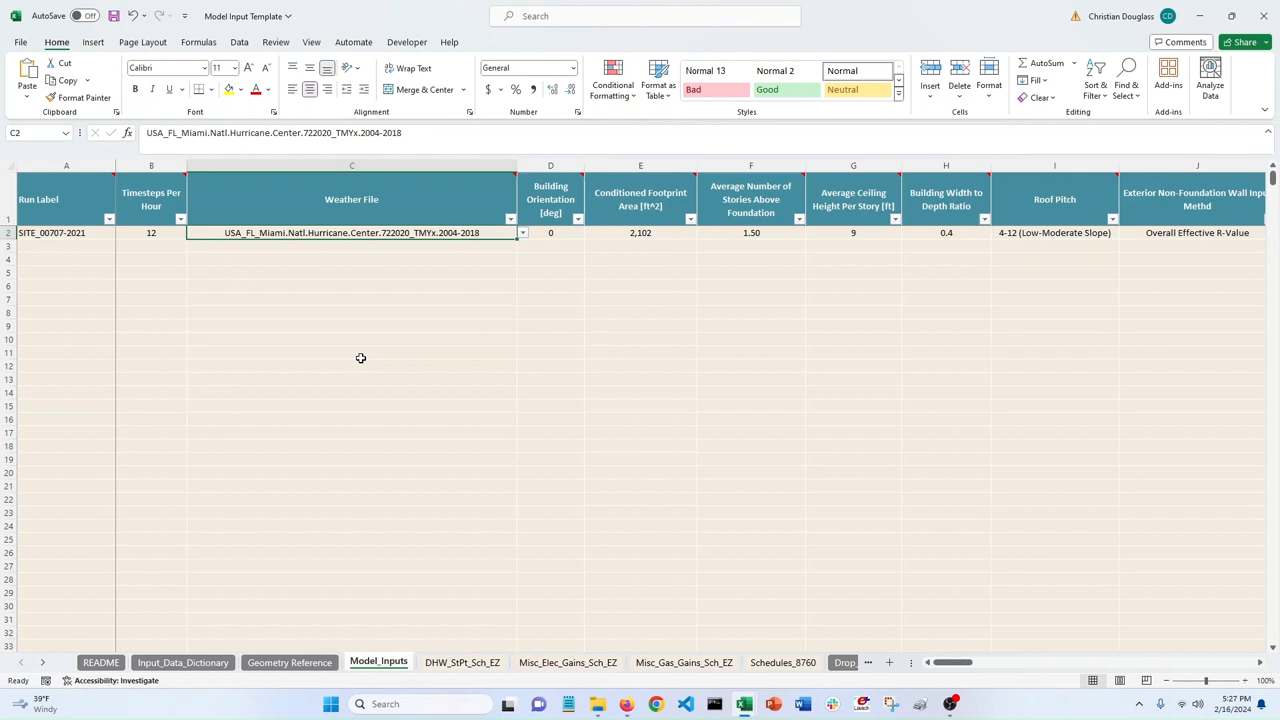 AutoSave Off Model Input Template Search Christian Douglass CD
File Home Insert Page Layout Formulas Data Review View Automate Developer Help Comments Share
Paste Cut Calibri 11 Wrap Text General Conditional Formatting Format as Table Normal 13 Normal 2 Normal Insert Delete Format AutoSum Sort & Filter Find & Select Add-ins Analyze Data
Copy Fill
Format Painter Merge & Center Bad Good Neutral Clear
Clipboard Font Alignment Number Styles Cells Editing Add-ins
C2 fx USA_FL_Miami.Natl.Hurricane.Center.722020_TMYx.2004-2018
A B C D E F G H I J
1 Run Label Timesteps Per Hour Weather File Building Orientation [deg] Conditioned Footprint Area [ft^2] Average Number of Stories Above Foundation Average Ceiling Height Per Story [ft] Building Width to Depth Ratio Roof Pitch Exterior Non-Foundation Wall Inpu Methd
2 SITE_00707-2021 12 USA_FL_Miami.Natl.Hurricane.Center.722020_TMYx.2004-2018 0 2,102 1.50 9 0.4 4-12 (Low-Moderate Slope) Overall Effective R-Value
3
4
5
6
7
8
9
10
11
12
13
14
15
16
17
18
19
20
21
22
23
24
25
26
27
28
29
30
31
32
33
README Input_Data_Dictionary Geometry Reference Model_Inputs DHW_StPt_Sch_EZ Misc_Elec_Gains_Sch_EZ Misc_Gas_Gains_Sch_EZ Schedules_8760 Drop_
Ready Accessibility: Investigate 100%
39°F Search 5:27 PM
Windy 2/16/2024